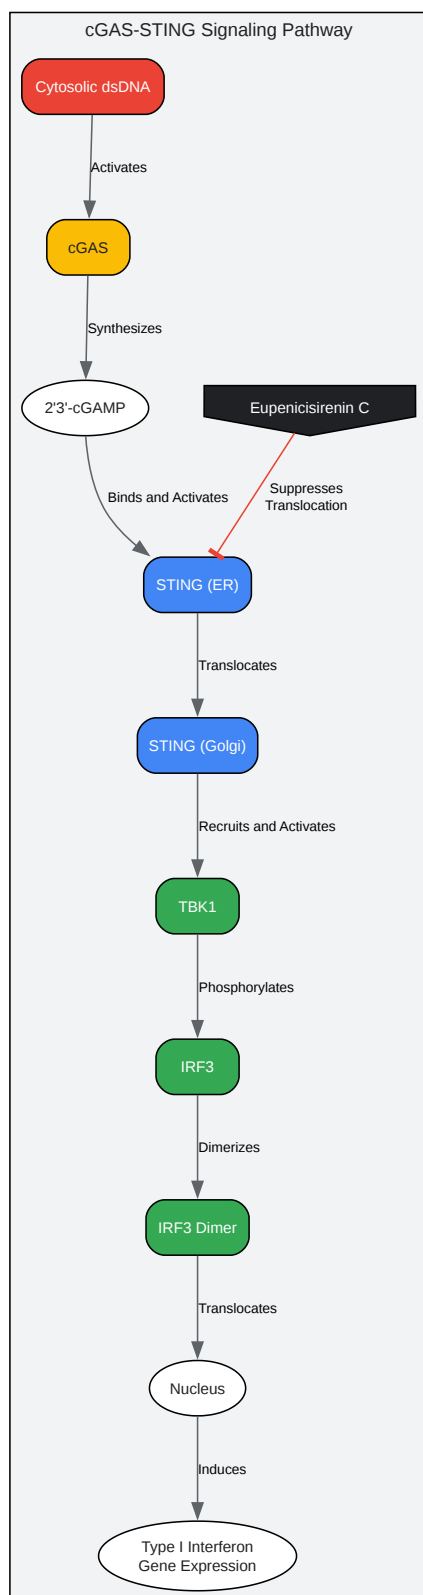 cGAS-STING Signaling Pathway
Cytosolic dsDNA
Activates
cGAS
Synthesizes
2'3'-cGAMP
Eupenicisirenin C
Binds and Activates
Suppresses
Translocation
STING (ER)
Translocates
STING (Golgi)
Recruits and Activates
TBK1
Phosphorylates
IRF3
Dimerizes
IRF3 Dimer
Translocates
Nucleus
Induces
Type I Interferon
Gene Expression